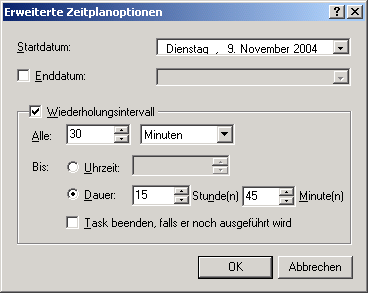 Erweiterte Zeitplanoptionen
Startdatum: Dienstag , 9. November 2004
Enddatum:
Wiederholungsintervall
Alle: 30 Minuten
Bis: Uhrzeit:
Dauer: 15 Stunde(n) 45 Minute(n)
Task beenden, falls er noch ausgeführt wird
OK Abbrechen